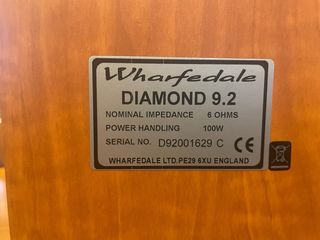 Wharfedale
DIAMOND 9.2
NOMINAL IMPEDANCE 6 OHMS
POWER HANDLING 100W
SERIAL NO. D92001629 C CE
WHARFEDALE LTD.PE29 6XU ENGLAND